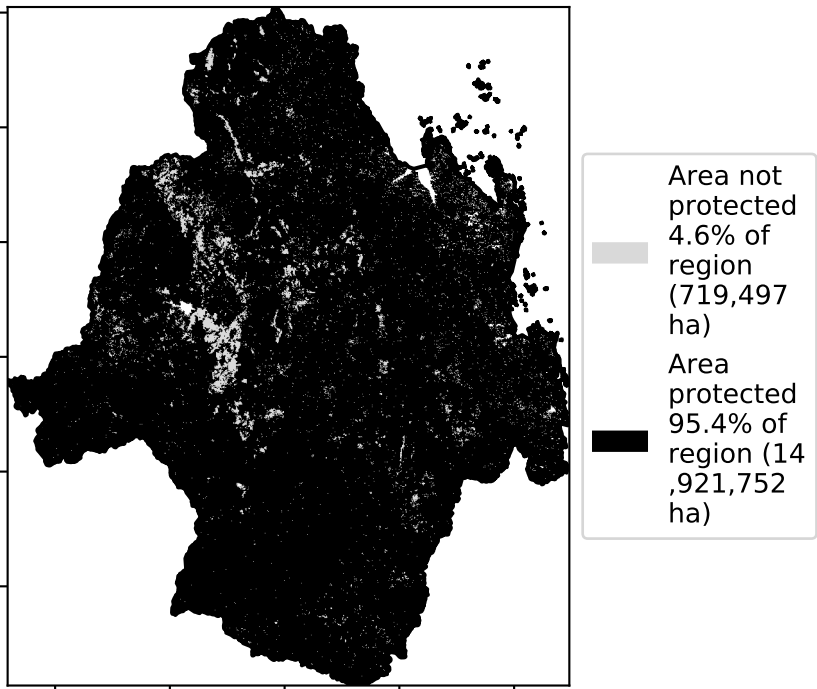 Area not
protected
4.6% of
region
(719,497
ha)
Area
protected
95.4% of
region (14
,921,752
ha)